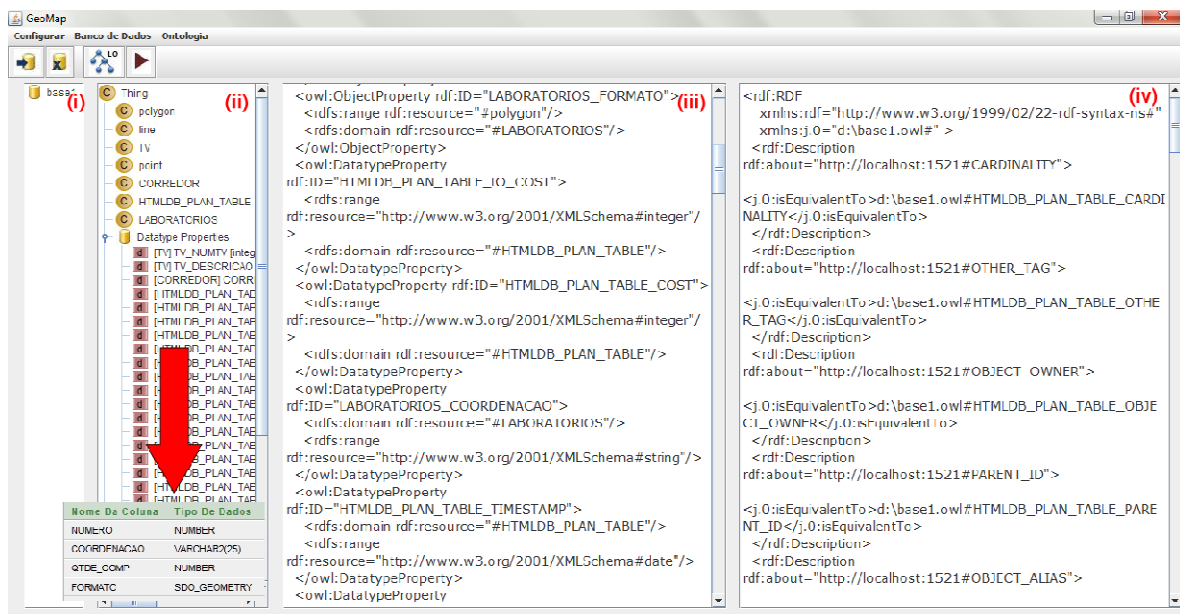 GeoMap
Configurar Banco de Dados Ontologia
LO
base1
(i)
(ii)
Thing
polygon
line
TV
point
CORREDOR
HTMLDB_PLAN_TABLE
LABORATORIOS
Datatype Properties
[TV] TV_NUMTV [integ
[TV] TV_DESCRICAO
[CORREDOR] CORRE
[HTMLDB_PLAN_TAB
[HTMLDB_PLAN_TAB
[HTMLDB_PLAN_TAB
[HTMLDB_PLAN_TAB
Nome Da Coluna Tipo De Dados
NUMERO NUMBER
COORDENACAO VARCHAR2(25)
QTDE_COMP NUMBER
FORMATO SDO_GEOMETRY
(iii)
<owl:ObjectProperty rdf:ID="LABORATORIOS_FORMATO">
<rdfs:range rdf:resource="#polygon"/>
<rdfs:domain rdf:resource="#LABORATORIOS"/>
</owl:ObjectProperty>
<owl:DatatypeProperty
rdf:ID="HTMLDB_PLAN_TABLE_IO_COST">
<rdfs:range
rdf:resource="http://www.w3.org/2001/XMLSchema#integer"/
>
<rdfs:domain rdf:resource="#HTMLDB_PLAN_TABLE"/>
</owl:DatatypeProperty>
<owl:DatatypeProperty rdf:ID="HTMLDB_PLAN_TABLE_COST">
<rdfs:range
rdf:resource="http://www.w3.org/2001/XMLSchema#integer"/
>
<rdfs:domain rdf:resource="#HTMLDB_PLAN_TABLE"/>
</owl:DatatypeProperty>
<owl:DatatypeProperty
rdf:ID="LABORATORIOS_COORDENACAO">
<rdfs:domain rdf:resource="#LABORATORIOS"/>
<rdfs:range
rdf:resource="http://www.w3.org/2001/XMLSchema#string"/>
</owl:DatatypeProperty>
<owl:DatatypeProperty
rdf:ID="HTMLDB_PLAN_TABLE_TIMESTAMP">
<rdfs:domain rdf:resource="#HTMLDB_PLAN_TABLE"/>
<rdfs:range
rdf:resource="http://www.w3.org/2001/XMLSchema#date"/>
</owl:DatatypeProperty>
<owl:DatatypeProperty
(iv)
<rdf:RDF
xmlns:rdf="http://www.w3.org/1999/02/22-rdf-syntax-ns#"
xmlns:j.0="d:\base1.owl#" >
<rdf:Description
rdf:about="http://localhost:1521#CARDINALITY">
<j.0:isEquivalentTo>d:\base1.owl#HTMLDB_PLAN_TABLE_CARDI
NALITY</j.0:isEquivalentTo>
</rdf:Description>
<rdf:Description
rdf:about="http://localhost:1521#OTHER_TAG">
<j.0:isEquivalentTo>d:\base1.owl#HTMLDB_PLAN_TABLE_OTHE
R_TAG</j.0:isEquivalentTo>
</rdf:Description>
<rdf:Description
rdf:about="http://localhost:1521#OBJECT_OWNER">
<j.0:isEquivalentTo>d:\base1.owl#HTMLDB_PLAN_TABLE_OBJE
CT_OWNER</j.0:isEquivalentTo>
</rdf:Description>
<rdf:Description
rdf:about="http://localhost:1521#PARENT_ID">
<j.0:isEquivalentTo>d:\base1.owl#HTMLDB_PLAN_TABLE_PARE
NT_ID</j.0:isEquivalentTo>
</rdf:Description>
<rdf:Description
rdf:about="http://localhost:1521#OBJECT_ALIAS">